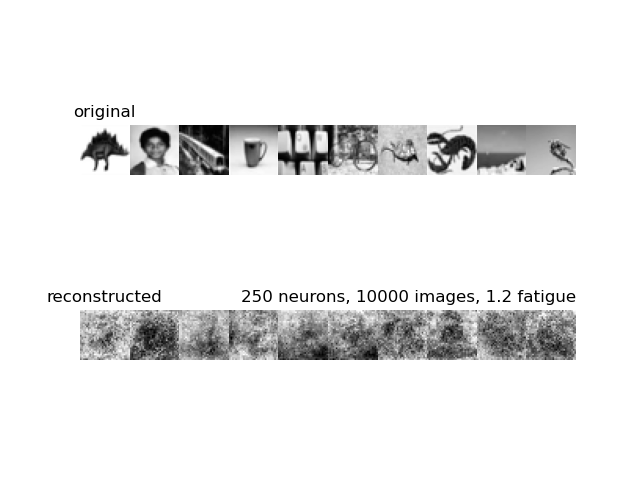 original
reconstructed
250 neurons, 10000 images, 1.2 fatigue